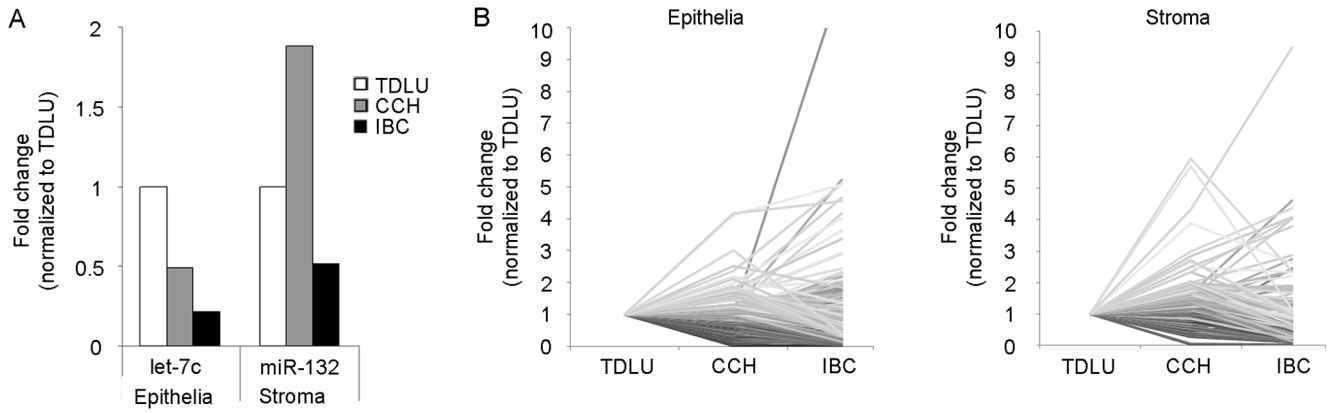 A
Fold change
(normalized to TDLU)
2
1.5
1
0.5
0
TDLU
CCH
IBC
let-7c
miR-132
Epithelia
Stroma
B
Epithelia
Fold change
(normalized to TDLU)
10
9
8
7
6
5
4
3
2
1
0
TDLU
CCH
IBC
Stroma
Fold change
(normalized to TDLU)
10
9
8
7
6
5
4
3
2
1
0
TDLU
CCH
IBC